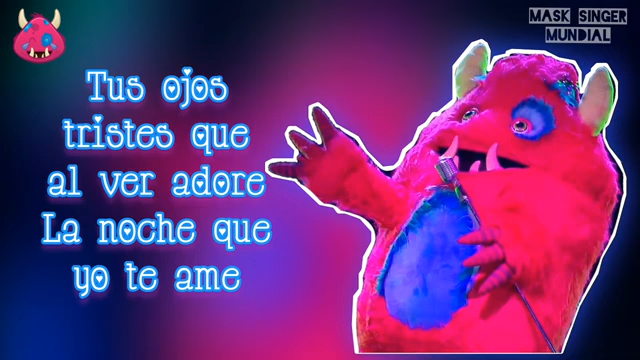 MASK SINGER
MUNDIAL
Tus ojos
tristes que
al ver adore
La noche que
yo te ame